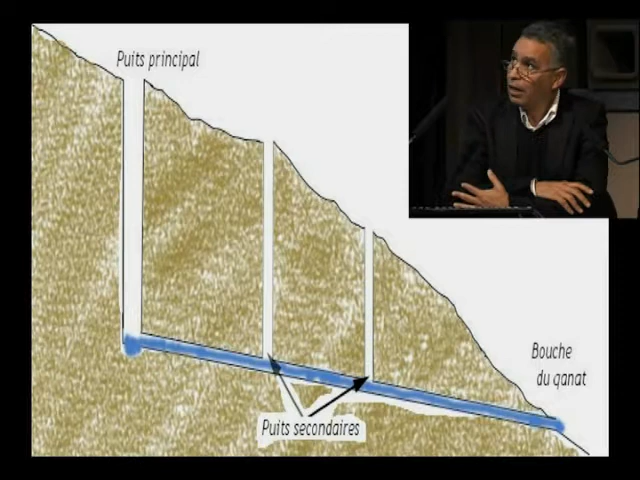 Puits principal
Bouche
du qanat
Puits secondaires